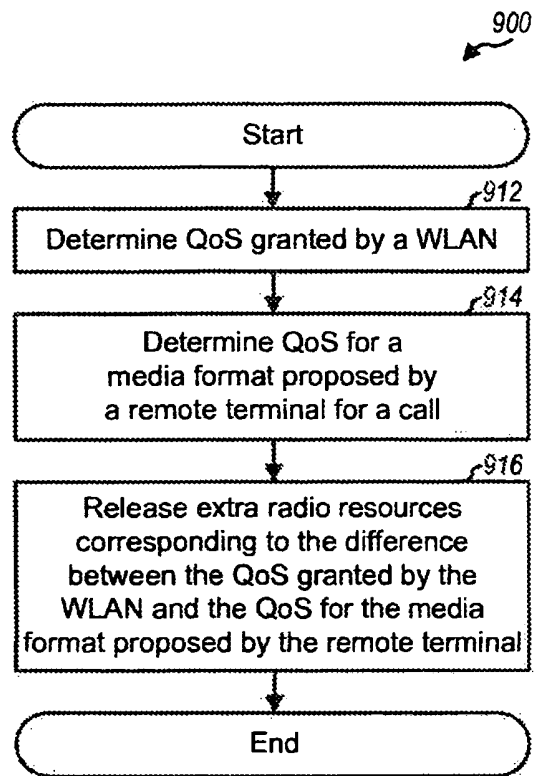 900
Start
912
Determine QoS granted by a WLAN
914
Determine QoS for a
media format proposed by
a remote terminal for a call
916
Release extra radio resources
corresponding to the difference
between the QoS granted by the
WLAN and the QoS for the media
format proposed by the remote terminal
End